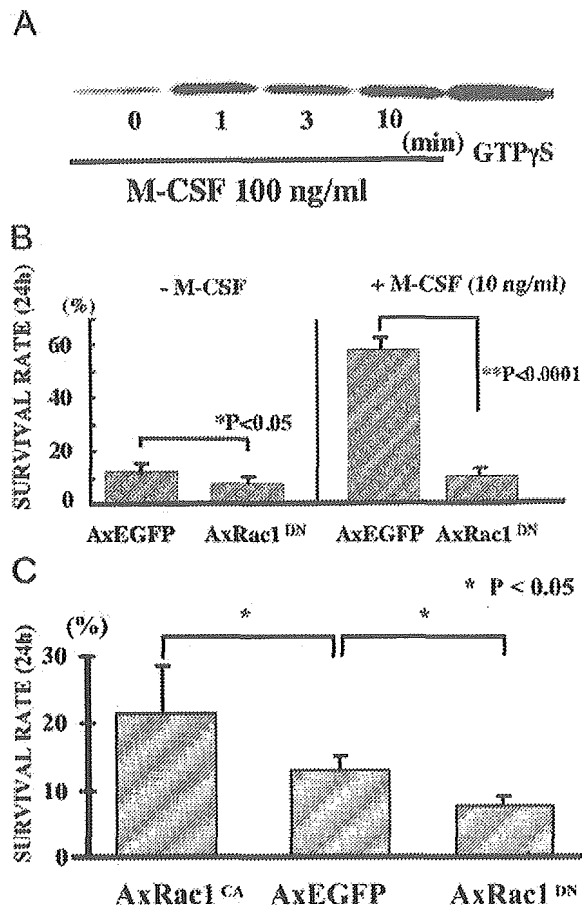 A
0 1 3 10 (min) GTPγS
M-CSF 100 ng/ml
B
SURVIVAL RATE (24h)
(%)
- M-CSF + M-CSF (10 ng/ml)
60
**P<0.0001
*P<0.05
20
0
AxEGFP AxRac1 DN AxEGFP AxRac1 DN
C
* P < 0.05
SURVIVAL RATE (24h)
(%)
* *
30
20
10
0
AxRac1 CA AxEGFP AxRac1 DN